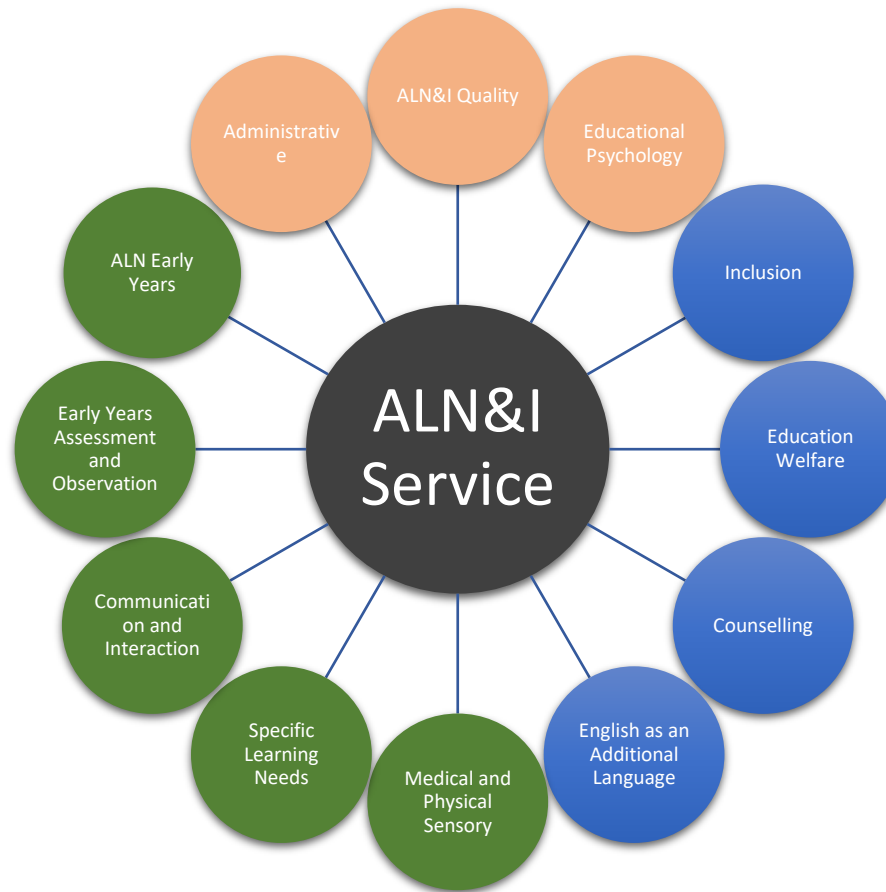 ALN&I Quality
Educational
Psychology
Inclusion
Education
Welfare
Counselling
English as an
Additional
Language
Medical and
Physical
Sensory
Specific
Learning
Needs
Communicati
on and
Interaction
Early Years
Assessment
and
Observation
ALN Early
Years
Administrativ
e
ALN&I
Service